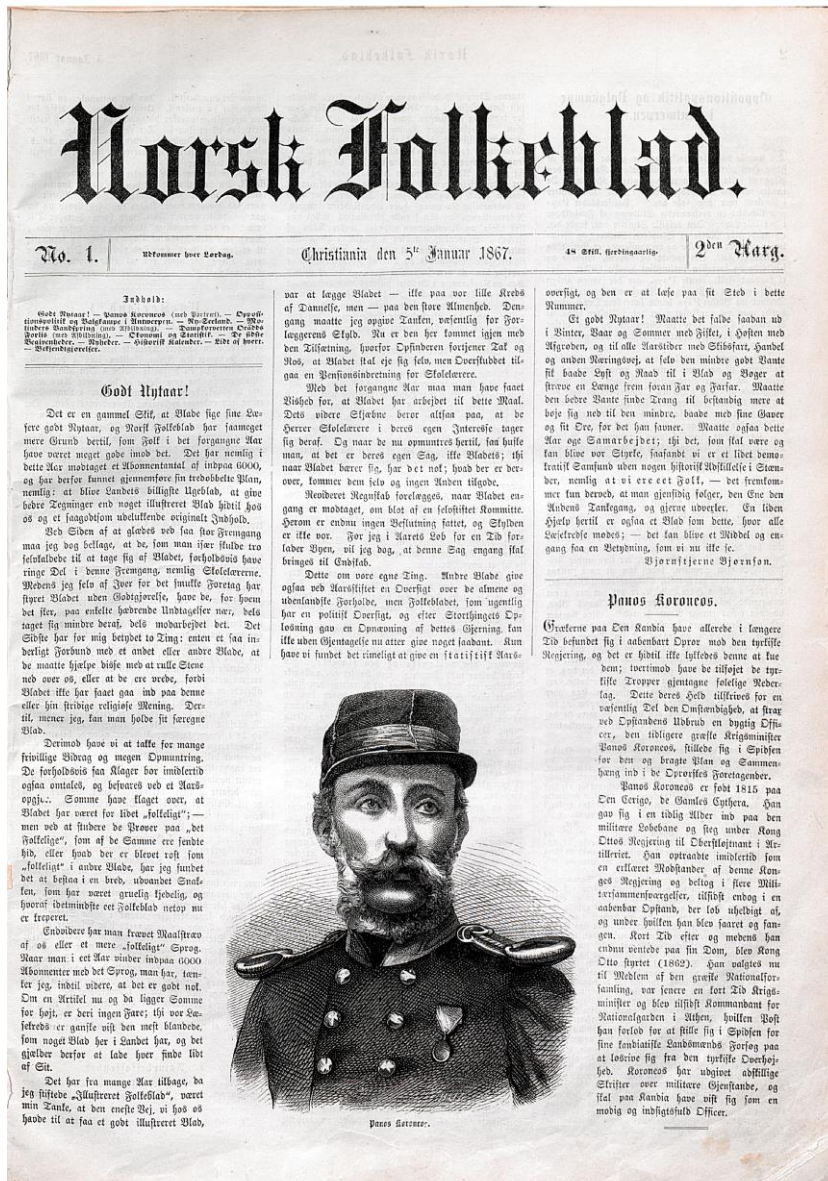 Norsk Folkeblad.
No. 1.
Udkommer hver Lørdag.
Christiania den 5te Januar 1867.
48 Skill. fjerdingaarlig.
2den Aarg.
Indhold:
Godt Nytaar! — Panos Koroneos (med Portræt). — Opposi-
tionspolitik og Valgkampe i Antwerpen. — Ny-Seeland. — Mo-
lindens Vandspring (med Afbildning). — Dampkorvetten Orædds
Forlis (med Afbildning). — Økonomi og Statistik. — De sidste
Begivenheder. — Nyheder. — Historisk Kalender. — Lidt af hvert.
— Bekjendtgjørelser.
Godt Nytaar!
Det er en gammel Skik, at Blade sige sine Læ-
sere godt Nytaar, og Norsk Folkeblad har saameget
mere Grund dertil, som Folk i det forgangne Aar
have været meget gode imod det. Det har nemlig i
dette Aar modtaget et Abonnentantal af indpaa 6000,
og har derfor kunnet gjennemføre sin tredobbelte Plan,
nemlig: at blive Landets billigste Ugeblad, at give
bedre Tegninger end noget illustreret Blad hidtil hos
os og et saagodtsom udelukkende originalt Indhold.
Ved Siden af at glædes ved saa stor Fremgang
maa jeg dog beklage, at de, som man især skulde tro
selvkaldede til at tage sig af Bladet, forholdsvis have
ringe Del i denne Fremgang, nemlig Skolelærerne.
Medens jeg selv af Iver for det smukke Foretag har
styret Bladet uden Godtgjørelse, have de, for hvem
det sker, paa enkelte hædrende Undtagelser nær, dels
taget sig mindre deraf, dels modarbejdet det. Det
Sidste har for mig betydet to Ting: enten et saa in-
derligt Forbund med et andet eller andre Blade, at
de maatte hjælpe disse med at rulle Stene
ned over os, eller at de ere vrede, fordi
Bladet ikke har faaet gaa ind paa denne
eller hin stridige religiøse Mening. Der-
til, mener jeg, kan man holde sit særegne
Blad.
Derimod have vi at takke for mange
frivillige Bidrag og megen Opmuntring.
De forholdsvis faa Klager bør imidlertid
ogsaa omtales, og besvares ved et Aars-
opgjør. Somme have klaget over, at
Bladet har været for lidet „folkeligt“; —
men ved at studere de Prøver paa „det
Folkelige“, som af de Samme ere sendte
hid, eller hvad der er blevet rost som
„folkeligt“ i andre Blade, har jeg fundet
det at bestaa i en bred, udvandet Snak-
ken, som har været gruelig kjedelig, og
hvoraf idetmindste eet Folkeblad netop nu
er kreperet.
Endvidere har man krævet Maalstræv
af os eller et mere „folkeligt“ Sprog.
Naar man i eet Aar vinder indpaa 6000
Abonnenter med det Sprog, man har, tæn-
ker jeg, indtil videre, at det er godt nok.
Om en Artikel nu og da ligger Somme
for højt, er deri ingen Fare; thi vor Læ-
sekreds er ganske vist den mest blandede,
som noget Blad her i Landet har, og det
gjælder derfor at lade hver finde lidt
af Sit.
Det har fra mange Aar tilbage, da
jeg stiftede „Illustreret Folkeblad“, været
min Tanke, at den eneste Vej, vi hos os
havde til at faa et godt illustreret Blad,
var at lægge Bladet — ikke paa vor lille Kreds
af Dannelse, men — paa den store Almenhed. Den-
gang maatte jeg opgive Tanken, væsentlig for For-
læggerens Skyld. Nu er den her kommet igjen med
den Tilsætning, hvorfor Opfinderen fortjener Tak og
Ros, at Bladet skal eje sig selv, men Overskuddet til-
gaa en Pensionsindretning for Skolelærere.
Med det forgangne Aar maa man have faaet
Vished for, at Bladet har arbejdet til dette Maal.
Dets videre Skjæbne beror altsaa paa, at de
Herrer Skolelærere i deres egen Interesse tager
sig deraf. Og naar de nu opmuntres hertil, saa huske
man, at det er deres egen Sag, ikke Bladets; thi
naar Bladet bærer sig, har det nok; hvad der er der-
over, kommer dem selv og ingen Anden tilgode.
Revideret Regnskab forelægges, naar Bladet en-
gang er modtaget, om blot af en selvstiftet Kommitte.
Herom er endnu ingen Beslutning fattet, og Skylden
er ikke vor. Før jeg i Aarets Løb for en Tid for-
lader Byen, vil jeg dog, at denne Sag engang skal
bringes til Endskab.
Dette om vore egne Ting. Andre Blade give
ogsaa ved Aarsskiftet en Oversigt over de almene og
udenlandske Forholde, men Folkebladet, som ugentlig
har en politisk Oversigt, og efter Storthingets Op-
løsning gav en Opnævning af dettes Gjerning, kan
ikke uden Gjentagelse nu atter give noget saadant. Kun
have vi fundet det rimeligt at give en statistisk Aars-
oversigt, og den er at læse paa sit Sted i dette
Nummer.
Et godt Nytaar! Maatte det falde saadan ud
i Vinter, Vaar og Sommer med Fisket, i Høsten med
Afgrøden, og til alle Aarstider med Skibsfart, Handel
og anden Næringsvej, at selv den mindre godt Vante
fik baade Lyst og Raad til i Blad og Bøger at
stræve en Længe frem foran Far og Farfar. Maatte
den bedre Vante finde Trang til bestandig mere at
bøje sig ned til den mindre, baade med sine Gaver
og sit Øre, for det han savner. Maatte ogsaa dette
Aar øge Samarbejdet; thi det, som skal være og
kan blive vor Styrke, saasandt vi er et lidet demo-
kratisk Samfund uden nogen historisk Adskillelse i Stæn-
der, nemlig at vi ere eet Folk, — det fremkom-
mer kun derved, at man gjensidig følger, den Ene den
Andens Tankegang, og gjerne udveksler. En liden
Hjælp hertil er ogsaa et Blad som dette, hvor alle
Læsekredse mødes; — det kan blive et Middel og en-
gang faa en Betydning, som vi nu ikke se.
Bjørnstjerne Bjørnson.
Panos Koroneos.
Grækerne paa Øen Kandia have allerede i længere
Tid befundet sig i aabenbart Oprør mod den tyrkiske
Regjering, og det er hidtil ikke lykkedes denne at kue
dem; tvertimod have de tilføjet de tyr-
kiske Tropper gjentagne følelige Neder-
lag. Dette deres Held tilskrives for en
væsentlig Del den Omstændighed, at strax
ved Opstandens Udbrud en dygtig Offi-
cer, den tidligere græske Krigsminister
Panos Koroneos, stillede sig i Spidsen
for den og bragte Plan og Sammen-
hæng ind i de Oprørskes Foretagender.
Panos Koroneos er født 1815 paa
Øen Cerigo, de Gamles Cythera. Han
gav sig i en tidlig Alder ind paa den
militære Løbebane og steg under Kong
Ottos Regjering til Oberstløjtnant i Ar-
tilleriet. Han optraadte imidlertid som
en erklæret Modstander af denne Kon-
ges Regjering og deltog i flere Mili-
tærsammensværgelser, tilsidst endog i en
aabenbar Opstand, der løb uheldigt af,
og under hvilken han blev saaret og fan-
gen. Kort Tid efter og medens han
endnu ventede paa sin Dom, blev Kong
Otto styrtet (1862). Han valgtes nu
til Medlem af den græske Nationalfor-
samling, var senere en kort Tid Krigs-
minister og blev tilsidst Kommandant for
Nationalgarden i Athen, hvilken Post
han forlod for at stille sig i Spidsen for
sine kandiatiske Landsmænds Forsøg paa
at løsrive sig fra den tyrkiske Overhøj-
hed. Koroneos har udgivet adskillige
Skrifter over militære Gjenstande, og
skal paa Kandia have vist sig som en
modig og indsigtsfuld Officer.
Panos Koroneos.